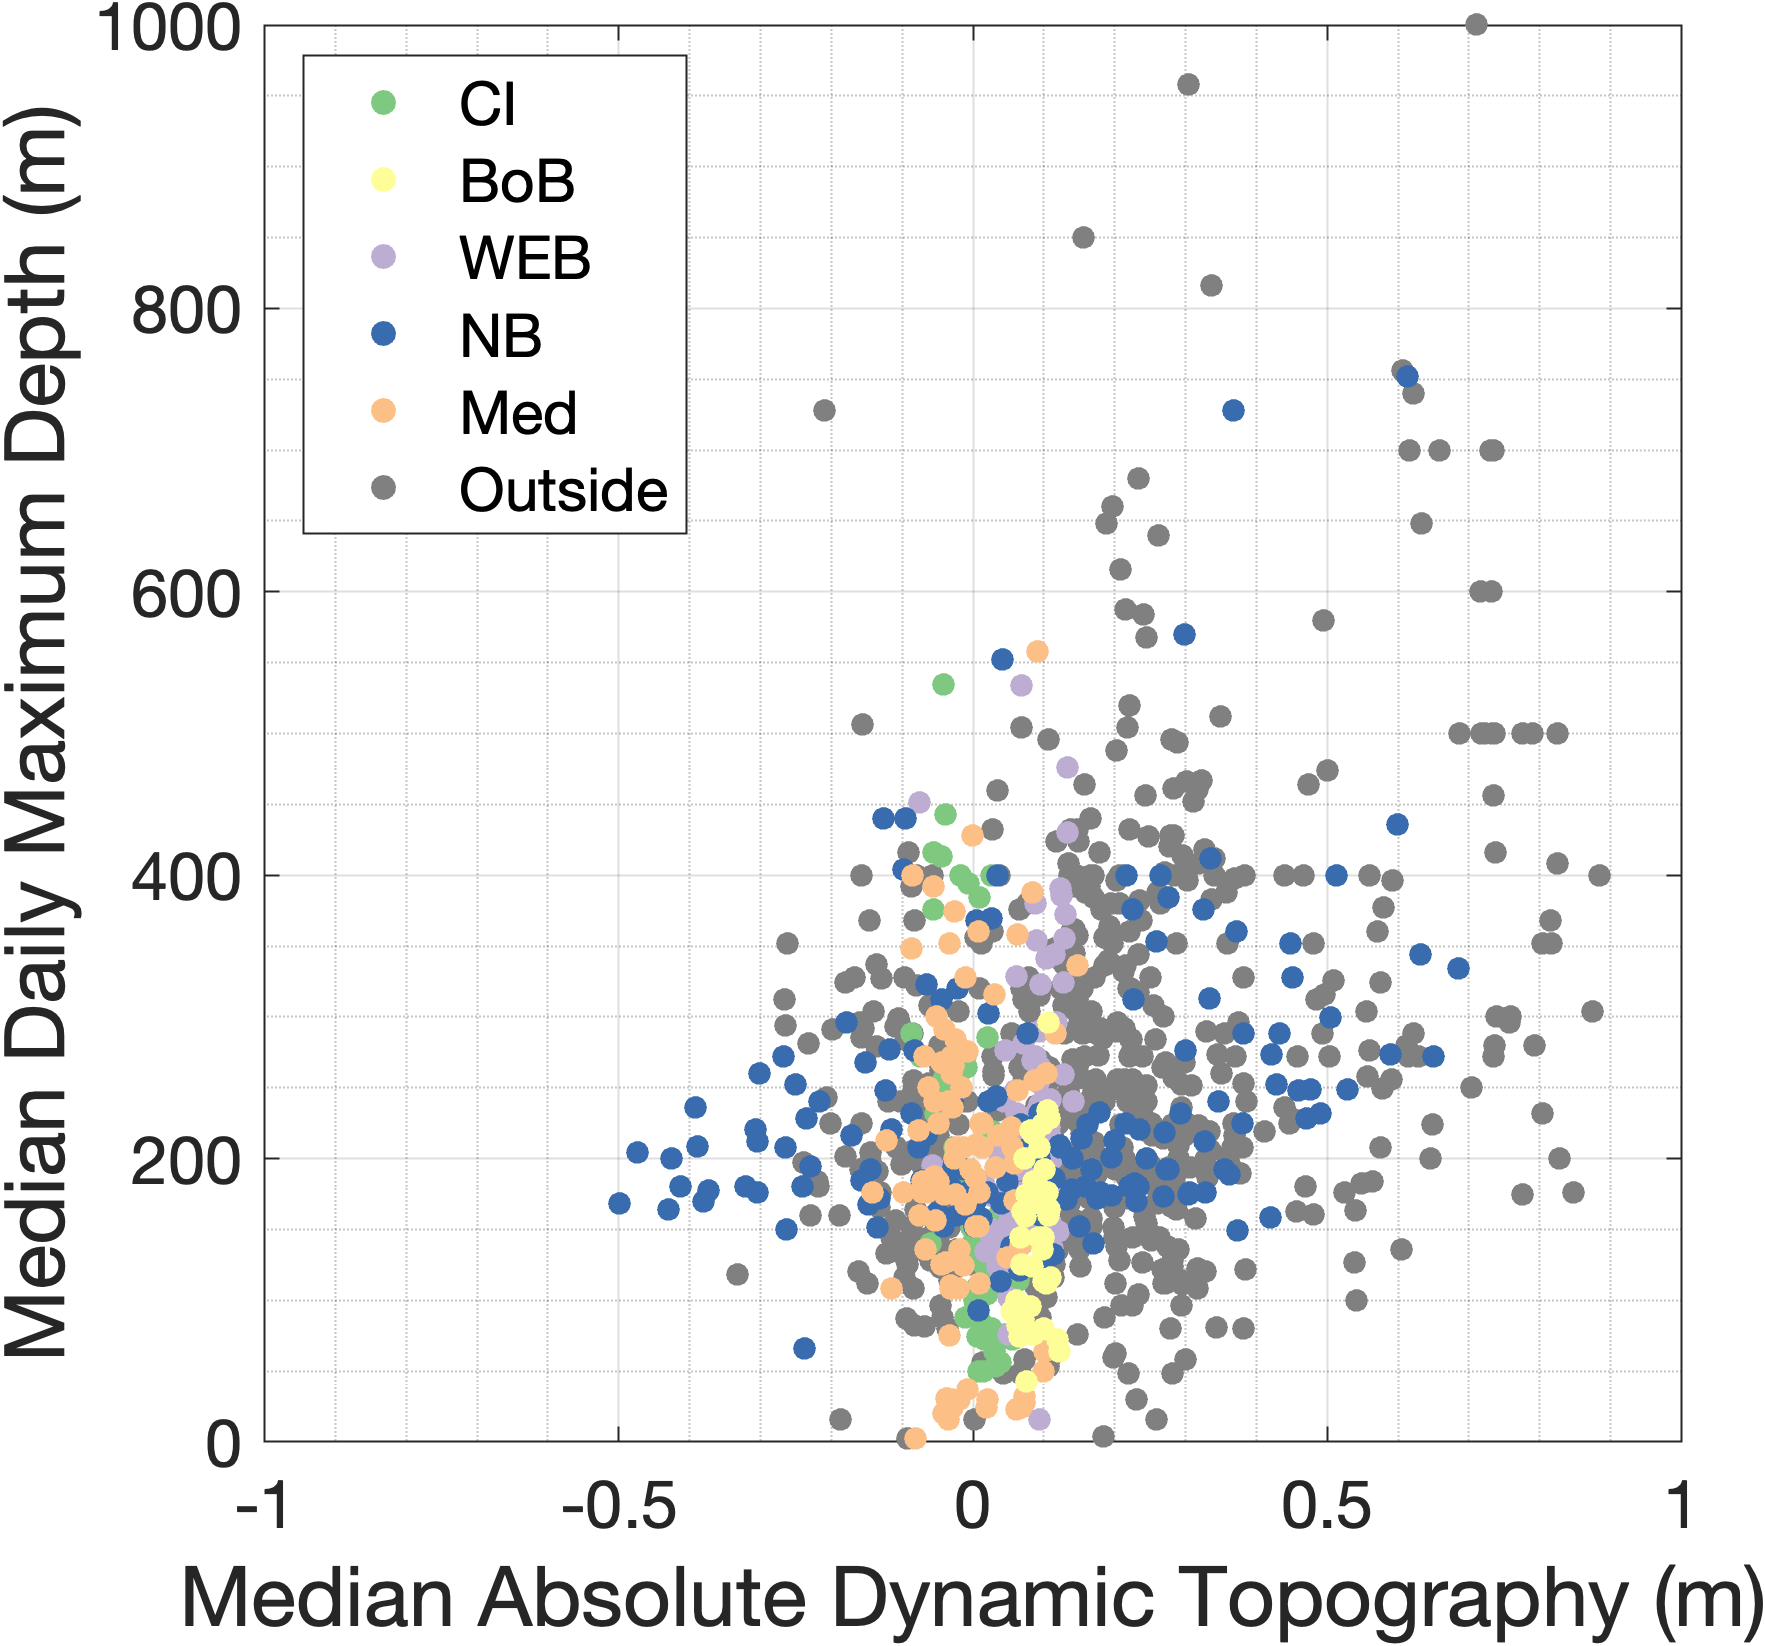 1000
800
600
400
200
0
Median Daily Maximum Depth (m)
CI
BoB
WEB
NB
Med
Outside
-1
-0.5
0
0.5
1
Median Absolute Dynamic Topography (m)